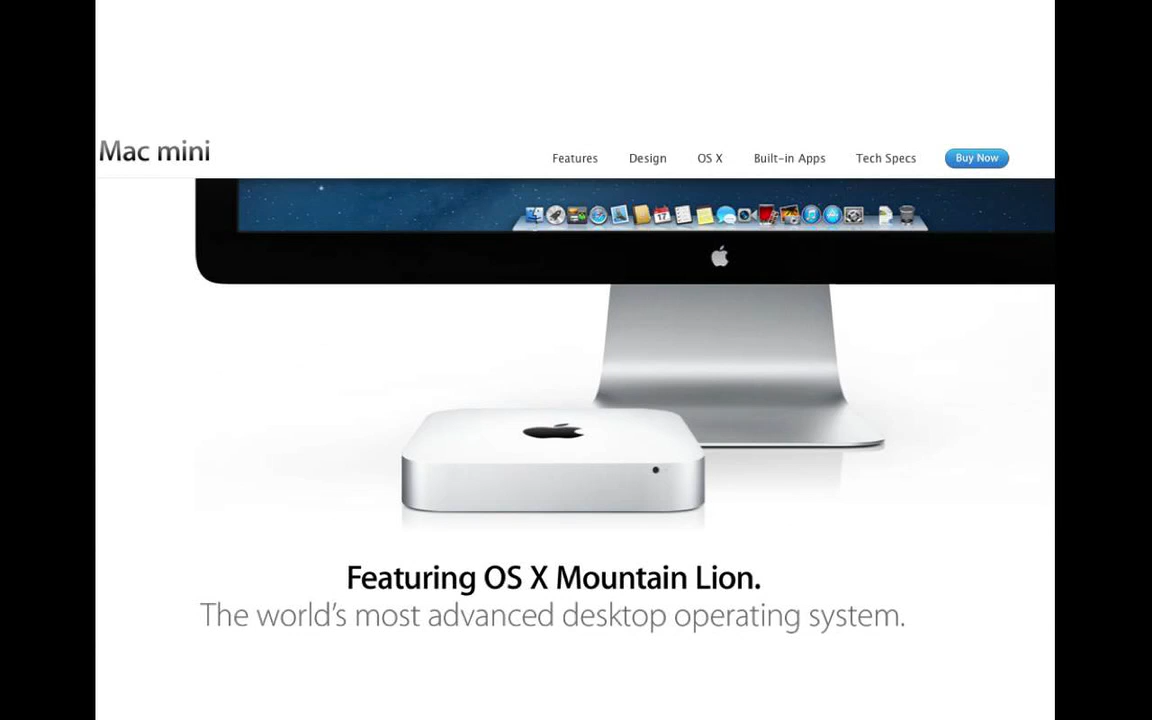 Mac mini
Features Design OS X Built-in Apps Tech Specs Buy Now
17
Featuring OS X Mountain Lion.
The world's most advanced desktop operating system.